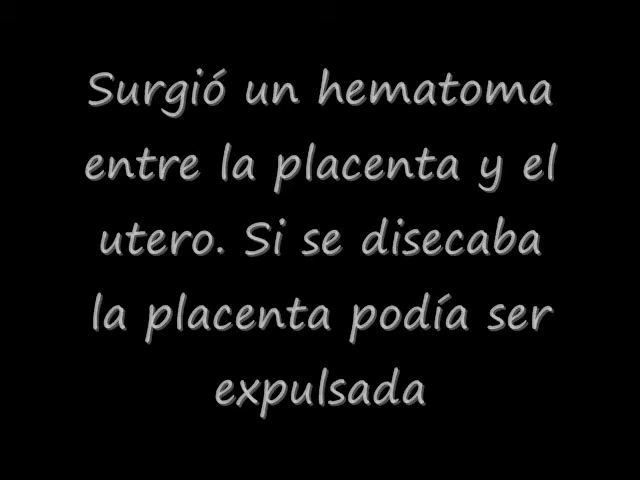 Surgió un hematoma
entre la placenta y el
utero. Si se disecaba
la placenta podía ser
expulsada